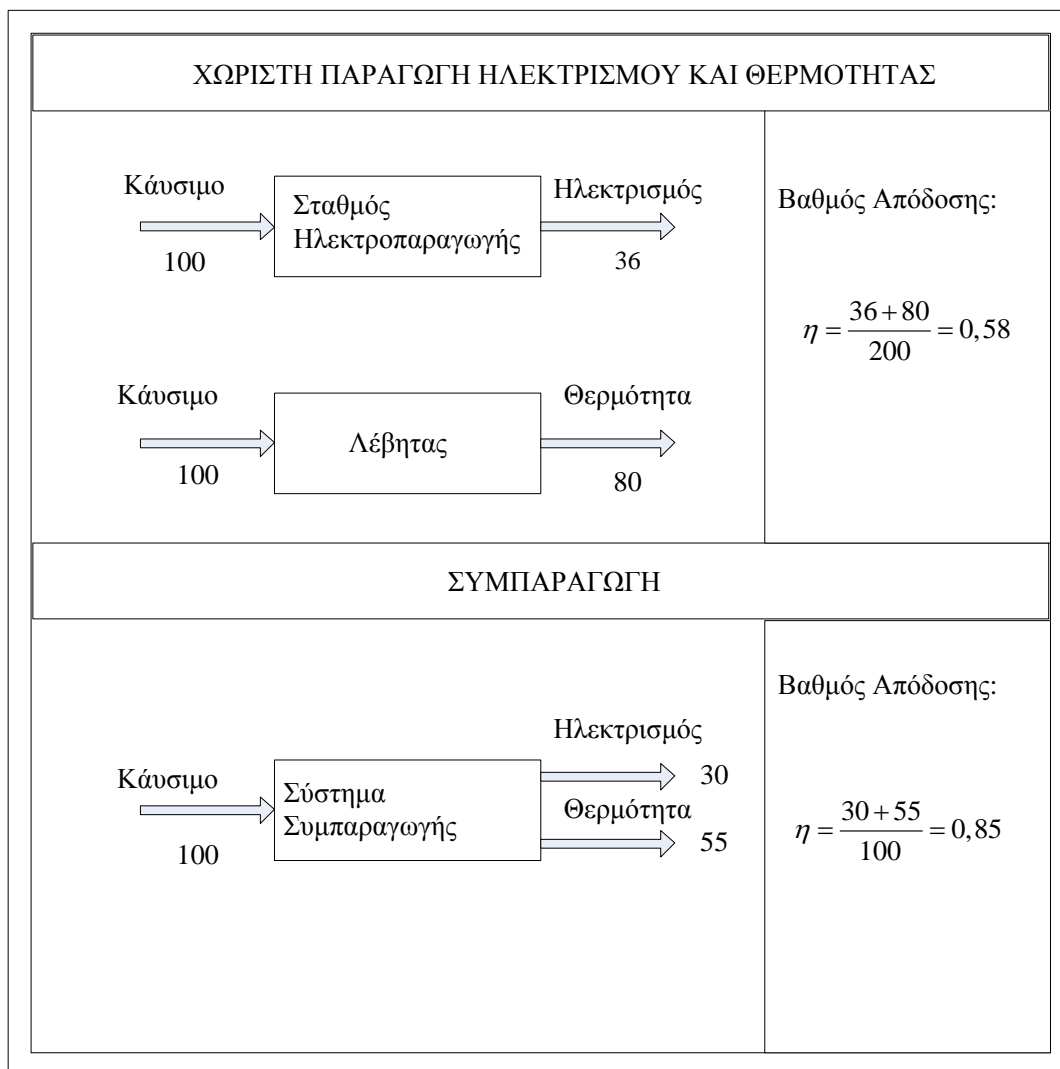 ΧΩΡΙΣΤΗ ΠΑΡΑΓΩΓΗ ΗΛΕΚΤΡΙΣΜΟΥ ΚΑΙ ΘΕΡΜΟΤΗΤΑΣ
Κάυσιμο
100
Σταθμός
Ηλεκτροπαραγωγής
Ηλεκτρισμός
36
Κάυσιμο
100
Λέβητας
Θερμότητα
80
Βαθμός Απόδοσης:
η = (36 + 80) / 200 = 0,58
ΣΥΜΠΑΡΑΓΩΓΗ
Κάυσιμο
100
Σύστημα
Συμπαραγωγής
Ηλεκτρισμός
30
Θερμότητα
55
Βαθμός Απόδοσης:
η = (30 + 55) / 100 = 0,85